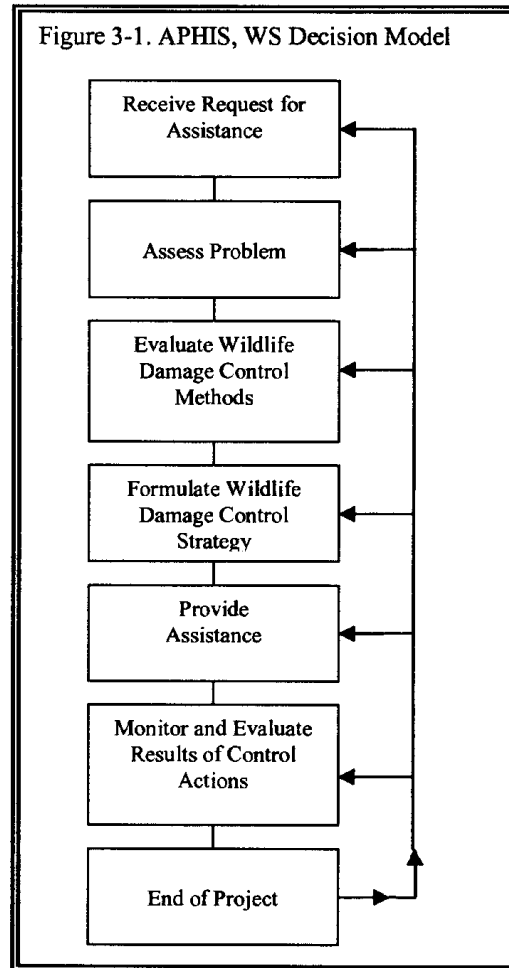 Figure 3-1. APHIS, WS Decision Model
Receive Request for
Assistance
Assess Problem
Evaluate Wildlife
Damage Control
Methods
Formulate Wildlife
Damage Control
Strategy
Provide
Assistance
Monitor and Evaluate
Results of Control
Actions
End of Project